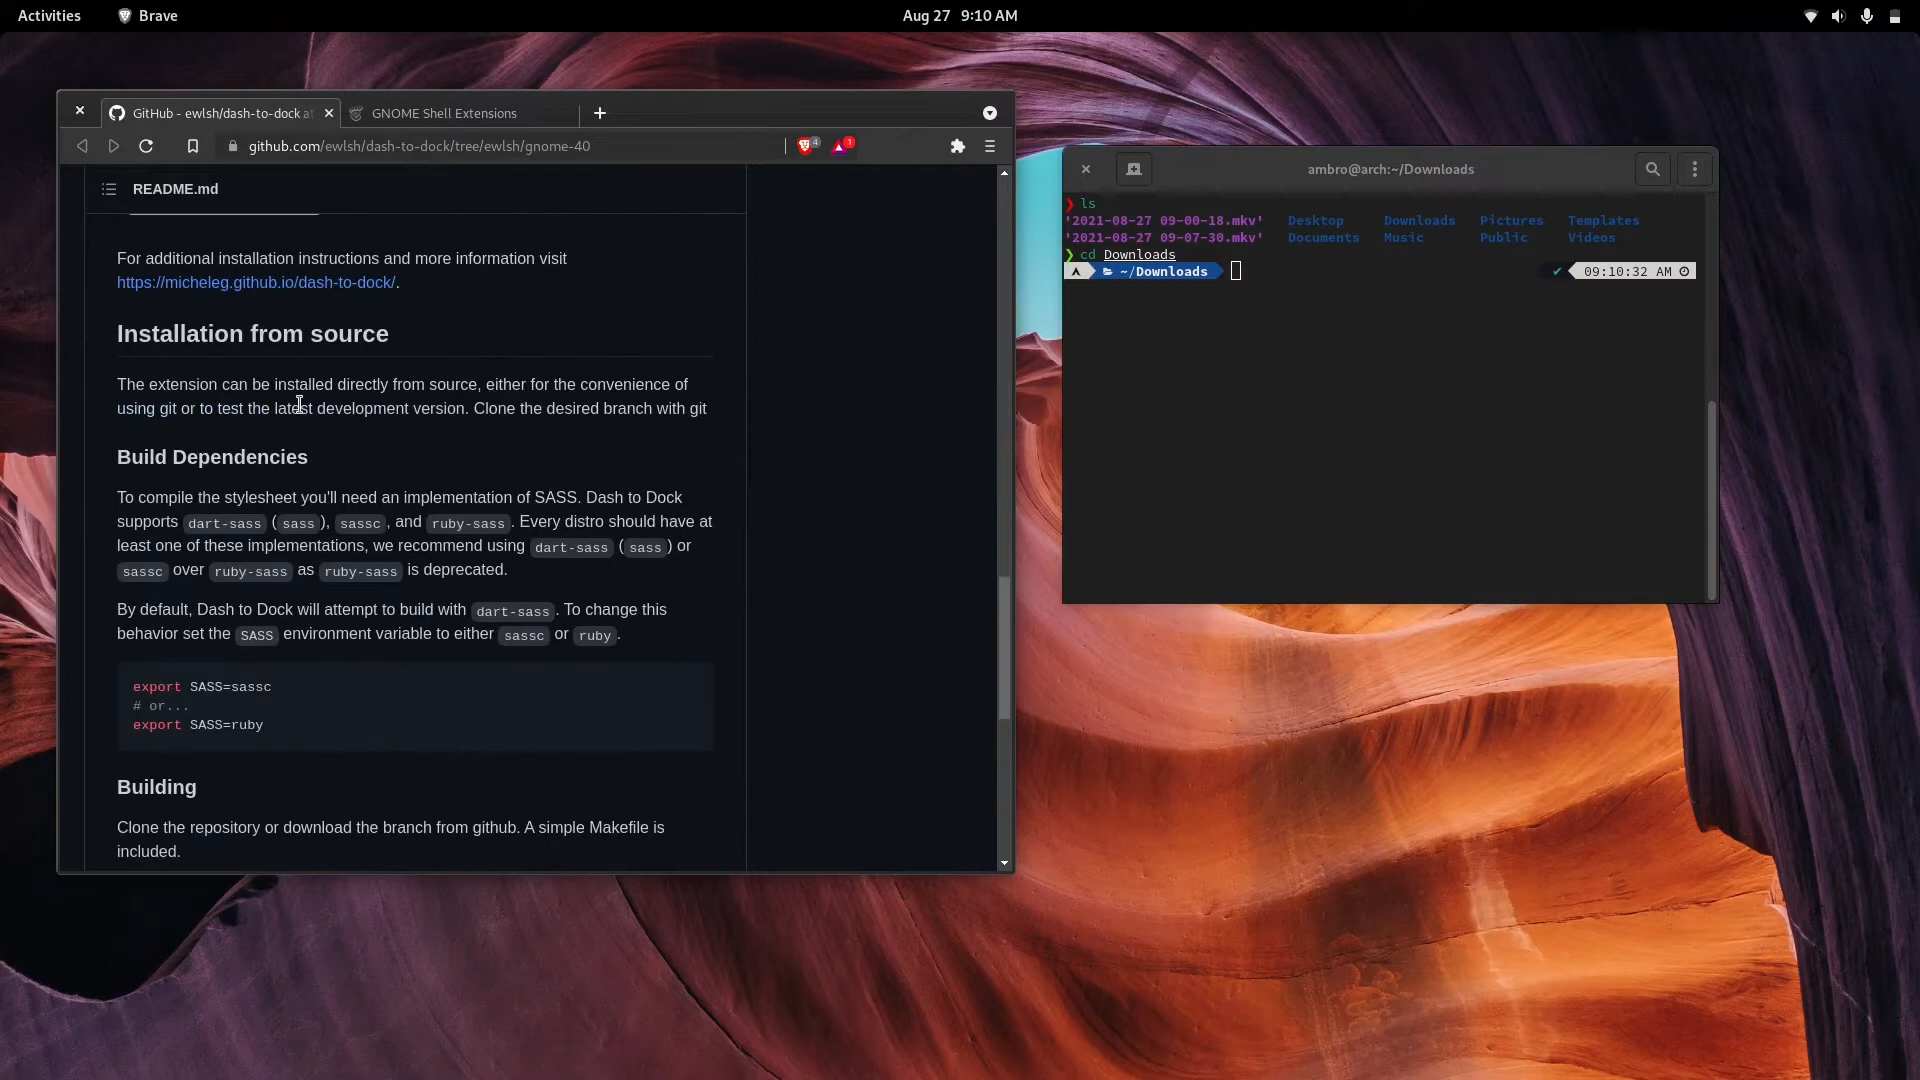 Activities
Brave
Aug 27 9:10 AM
GitHub - ewlsh/dash-to-dock at
GNOME Shell Extensions
github.com/ewlsh/dash-to-dock/tree/ewlsh/gnome-40
4
1
README.md
For additional installation instructions and more information visit
https://micheleg.github.io/dash-to-dock/.
Installation from source
The extension can be installed directly from source, either for the convenience of
using git or to test the latest development version. Clone the desired branch with git
Build Dependencies
To compile the stylesheet you'll need an implementation of SASS. Dash to Dock
supports dart-sass (sass), sassc, and ruby-sass. Every distro should have at
least one of these implementations, we recommend using dart-sass (sass) or
sassc over ruby-sass as ruby-sass is deprecated.
By default, Dash to Dock will attempt to build with dart-sass. To change this
behavior set the SASS environment variable to either sassc or ruby.
export SASS=sassc
# or...
export SASS=ruby
Building
Clone the repository or download the branch from github. A simple Makefile is
included.
ambro@arch:~/Downloads
❯ ls
'2021-08-27 09-00-18.mkv' Desktop Downloads Pictures Templates
'2021-08-27 09-07-30.mkv' Documents Music Public Videos
❯ cd Downloads
~/Downloads ✔ 09:10:32 AM